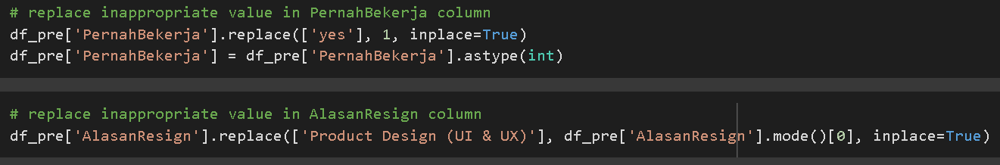 # replace inappropriate value in PernahBekerja column
df_pre['PernahBekerja'].replace(['yes'], 1, inplace=True)
df_pre['PernahBekerja'] = df_pre['PernahBekerja'].astype(int)
# replace inappropriate value in AlasanResign column
df_pre['AlasanResign'].replace(['Product Design (UI & UX)'], df_pre['AlasanResign'].mode()[0], inplace=True)